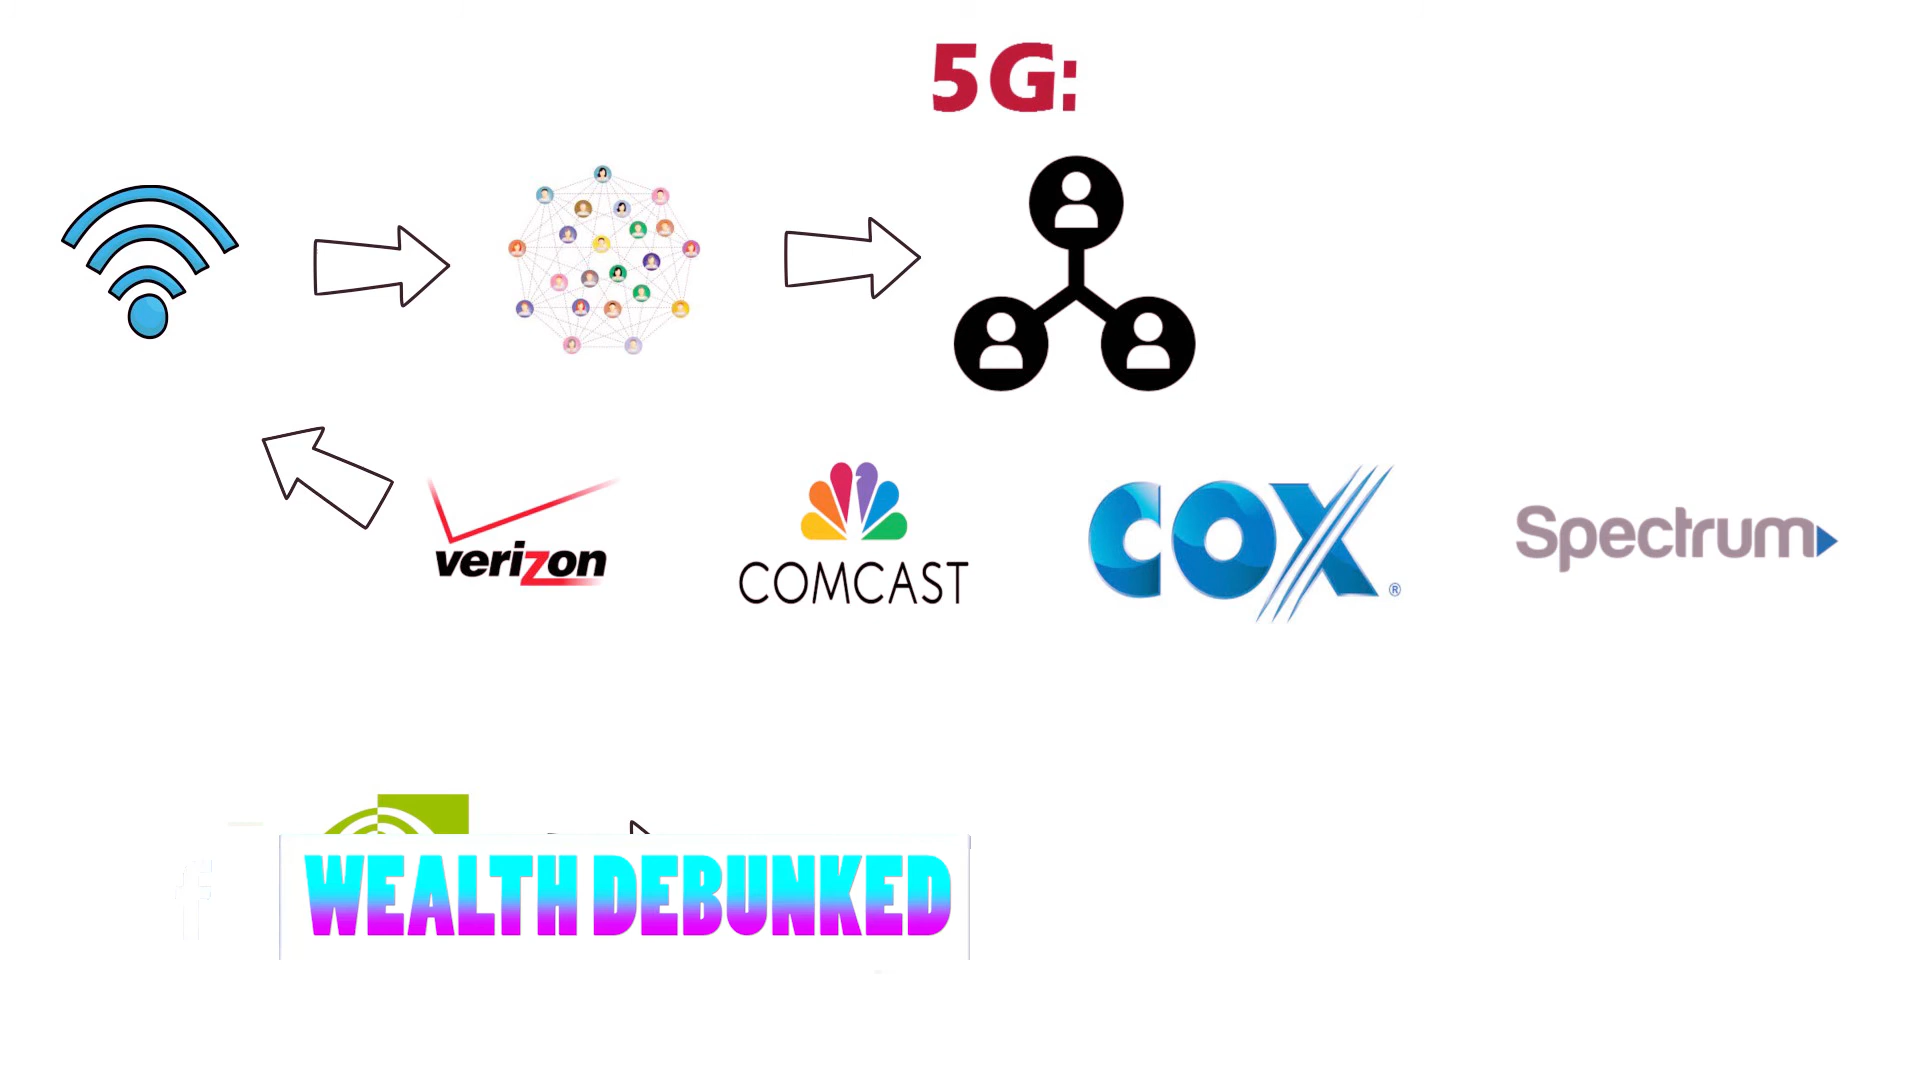 5G:
verizon
COMCAST
COX®
Spectrum
f
WEALTH DEBUNKED